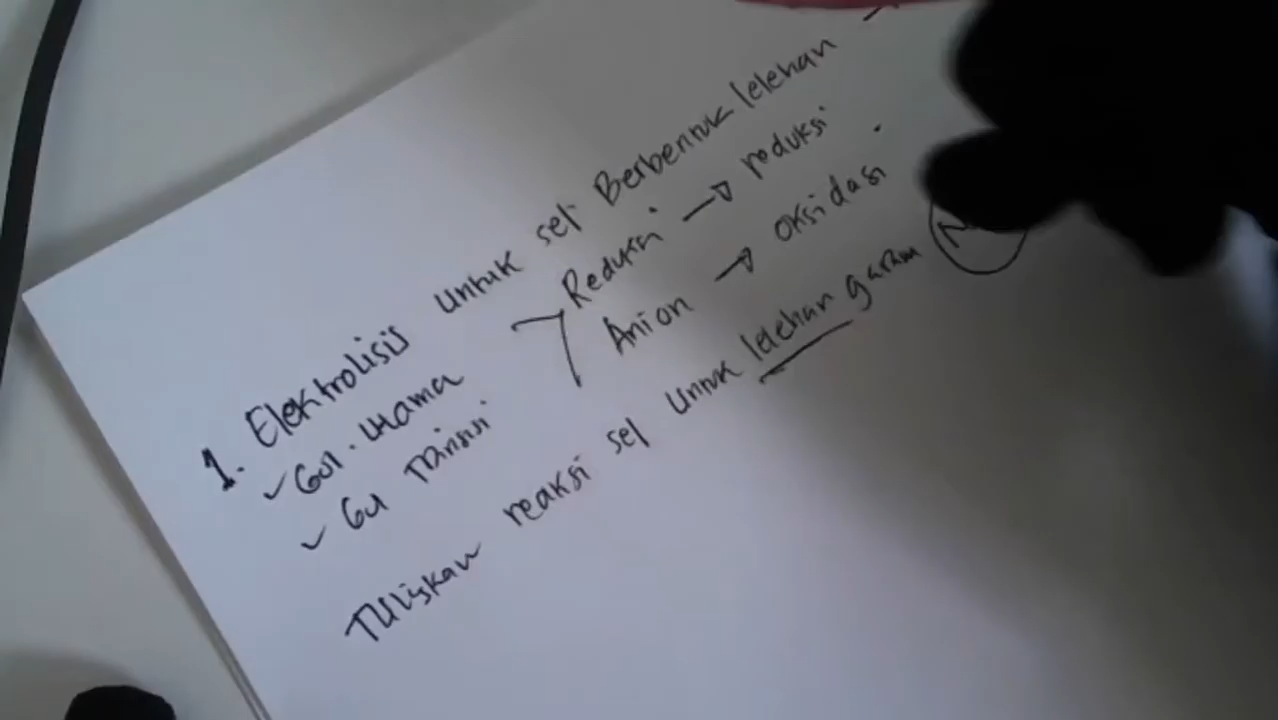 1. Elektrolisis untuk sel Berbentuk lelehan →
✓ Gol. Utama
Reduksi → reduksi
✓ Gol Transisi
Anion → oksidasi
Tuliskan reaksi sel untuk lelehan garam